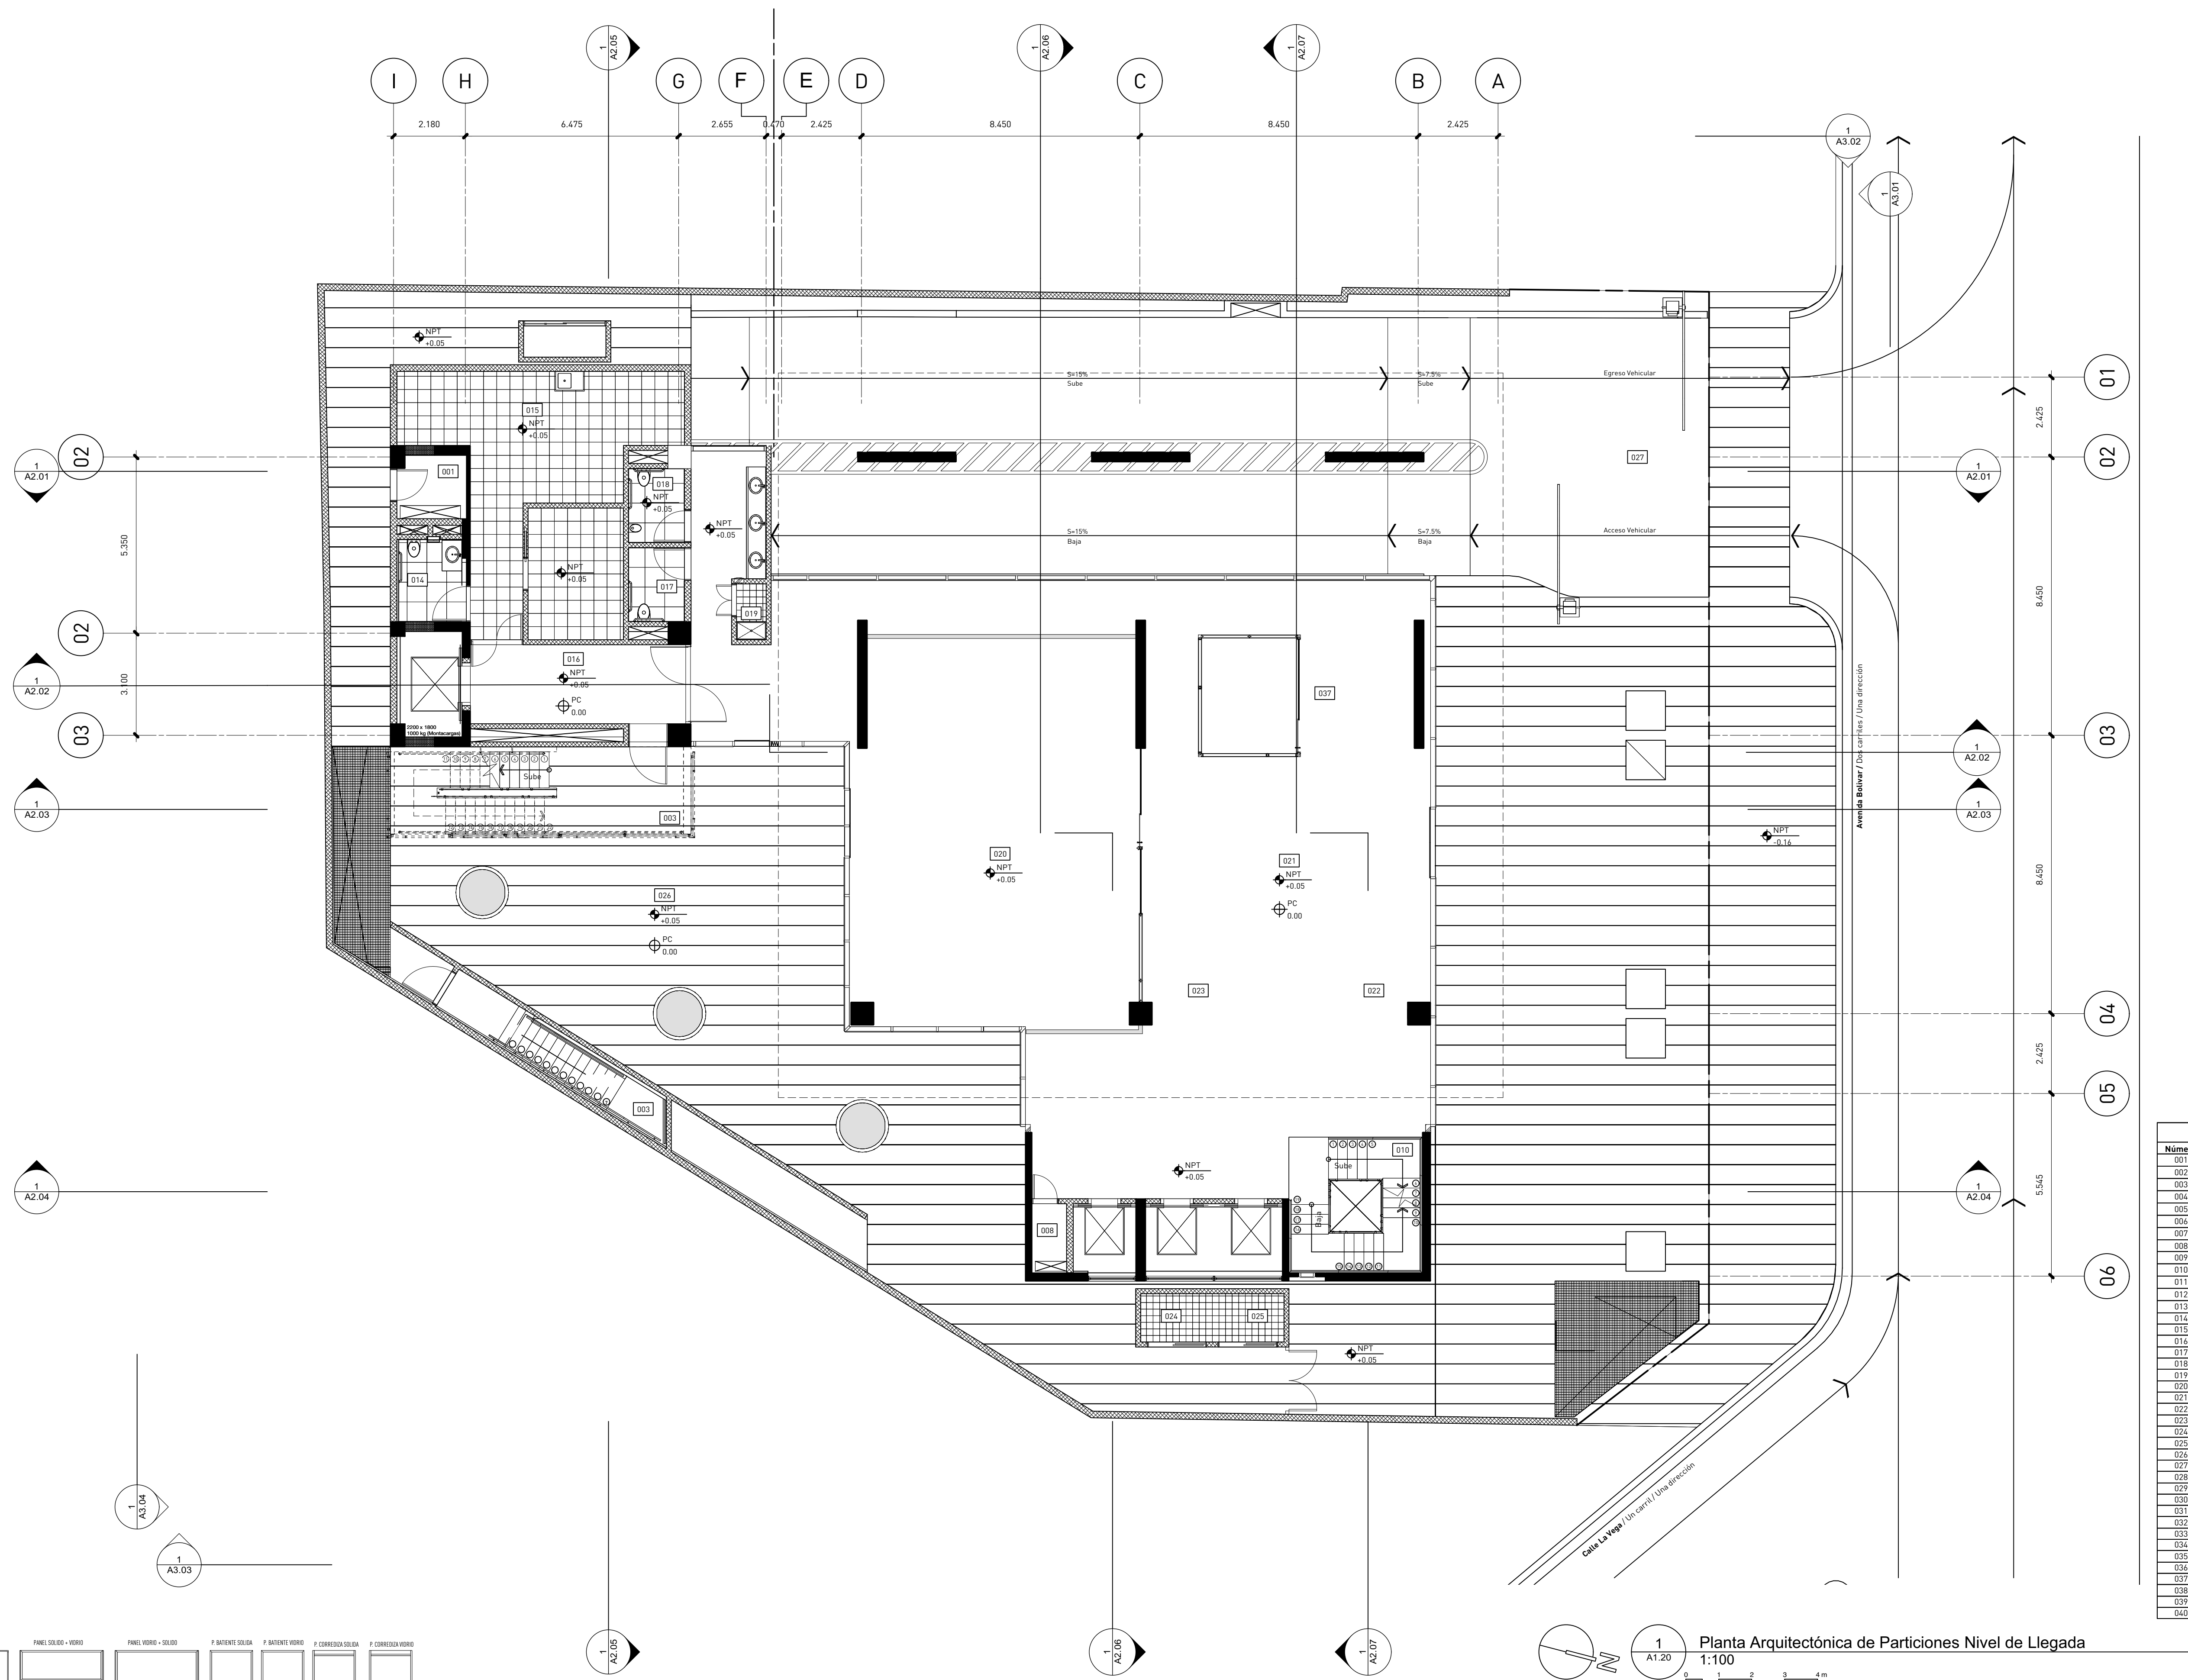 1
A2.05
1
A2.06
1
A2.07
I
H
G
F
E
D
C
B
A
2.180
6.475
2.655
0.470
2.425
8.450
8.450
2.425
1
A3.02
1
A3.01
NPT
+0.05
S=15%
Sube
S=7.5%
Sube
Egreso Vehicular
01
015
NPT
+0.05
2.425
02
1
A2.01
001
018
NPT
+0.05
027
02
1
A2.01
5.350
NPT
+0.05
S=15%
Baja
S=7.5%
Baja
Acceso Vehicular
014
NPT
+0.05
017
019
8.450
02
016
NPT
+0.05
1
A2.02
3.100
PC
0.00
037
03
2200 x 1800
1000 kg (Montacargas)
03
1
A2.02
Sube
1
A2.03
003
1
A2.03
Avenida Bolivar / Dos carriles / Una dirección
NPT
-0.16
020
NPT
+0.05
021
NPT
+0.05
PC
0.00
8.450
026
NPT
+0.05
PC
0.00
023
022
04
2.425
003
05
010
Sube
NPT
+0.05
Baja
1
A2.04
1
A2.04
5.545
008
06
024
025
NPT
+0.05
Núme
001
002
003
004
005
006
007
008
009
010
011
012
013
014
015
016
017
018
019
020
021
022
023
024
025
026
027
028
029
030
031
032
033
034
035
036
037
038
039
040
Calle La Vega / Un carril / Una dirección
1
A3.04
1
A3.03
PANEL SOLIDO + VIDRIO
PANEL VIDRIO + SOLIDO
P. BATIENTE SOLIDA
P. BATIENTE VIDRIO
P. CORREDIZA SOLIDA
P. CORREDIZA VIDRIO
1
A2.05
1
A2.06
1
A2.07
N
1
A1.20
Planta Arquitectónica de Particiones Nivel de Llegada
1:100
0 1 2 3 4 m